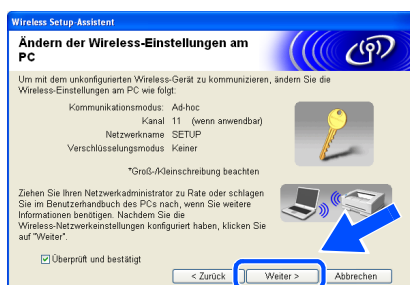 Wireless Setup-Assistent
Ändern der Wireless-Einstellungen am
PC
Um mit dem unkonfigurierten Wireless-Gerät zu kommunizieren, ändern Sie die
Wireless-Einstellungen am PC wie folgt:
Kommunikationsmodus: Ad-hoc
Kanal 11 (wenn anwendbar)
Netzwerkname SETUP
Verschlüsselungsmodus Keiner
*Groß-/Kleinschreibung beachten
Ziehen Sie Ihren Netzwerkadministrator zu Rate oder schlagen
Sie im Benutzerhandbuch des PCs nach, wenn Sie weitere
Informationen benötigen. Nachdem Sie die
Wireless-Netzwerkeinstellungen konfiguriert haben, klicken Sie
auf "Weiter".
Überprüft und bestätigt
< Zurück Weiter > Abbrechen